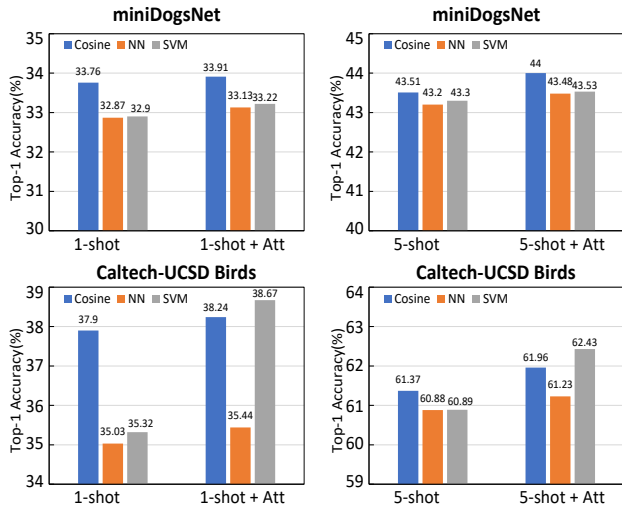 miniDogsNet
Top-1 Accuracy(%)
35
34
33
32
31
30
Cosine NN SVM
33.76
32.87
32.9
33.91
33.13
33.22
1-shot
1-shot + Att
miniDogsNet
Top-1 Accuracy(%)
45
44
43
42
41
40
Cosine NN SVM
43.51
43.2
43.3
44
43.48
43.53
5-shot
5-shot + Att
Caltech-UCSD Birds
Top-1 Accuracy(%)
39
38
37
36
35
34
Cosine NN SVM
37.9
35.03
35.32
38.24
35.44
38.67
1-shot
1-shot + Att
Caltech-UCSD Birds
Top-1 Accuracy(%)
64
63
62
61
60
59
Cosine NN SVM
61.37
60.88
60.89
61.96
61.23
62.43
5-shot
5-shot + Att